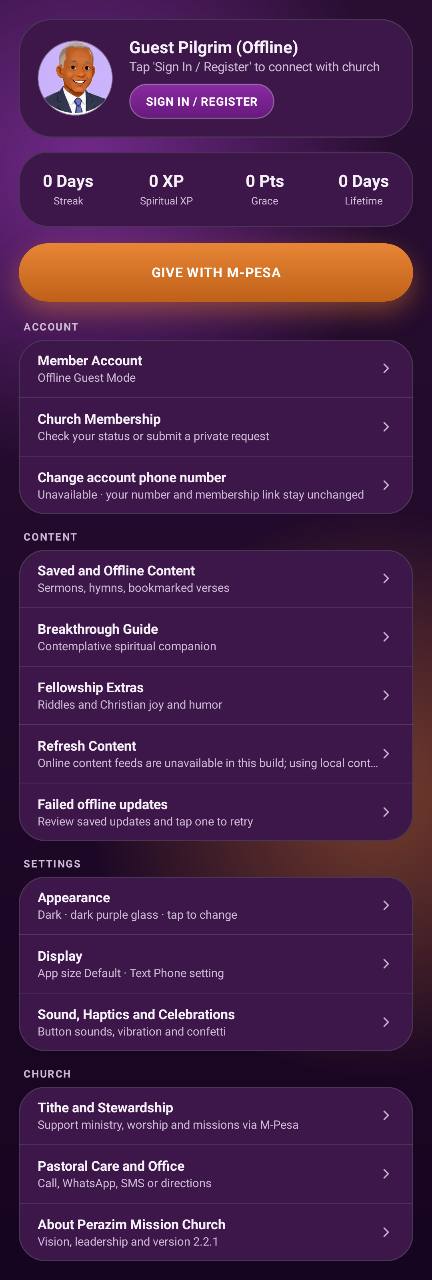 Guest Pilgrim (Offline)
Tap 'Sign In / Register' to connect with church
SIGN IN / REGISTER
0 Days
0 XP
0 Pts
0 Days
Streak
Spiritual XP
Grace
Lifetime
GIVE WITH M-PESA
ACCOUNT
Member Account
Offline Guest Mode
Church Membership
Check your status or submit a private request
Change account phone number
Unavailable · your number and membership link stay unchanged
CONTENT
Saved and Offline Content
Sermons, hymns, bookmarked verses
Breakthrough Guide
Contemplative spiritual companion
Fellowship Extras
Riddles and Christian joy and humor
Refresh Content
Online content feeds are unavailable in this build; using local cont...
Failed offline updates
Review saved updates and tap one to retry
SETTINGS
Appearance
Dark · dark purple glass · tap to change
Display
App size Default · Text Phone setting
Sound, Haptics and Celebrations
Button sounds, vibration and confetti
CHURCH
Tithe and Stewardship
Support ministry, worship and missions via M-Pesa
Pastoral Care and Office
Call, WhatsApp, SMS or directions
About Perazim Mission Church
Vision, leadership and version 2.2.1